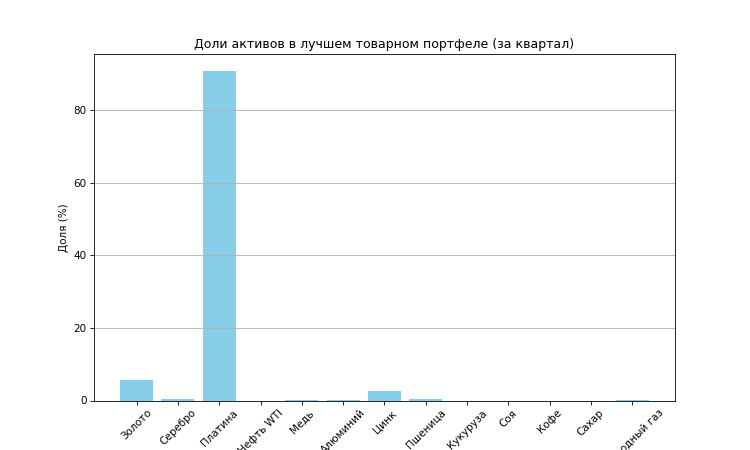 Доли активов в лучшем товарном портфеле (за квартал)
Доля (%)
80
60
40
20
0
Золото
Серебро
Платина
Нефть WTI
Медь
Алюминий
Цинк
Пшеница
Кукуруза
Соя
Кофе
Сахар
одный газ